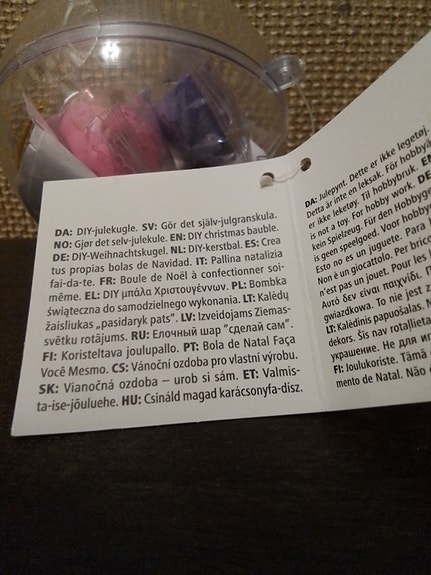 DA: DIY-julekugle. SV: Gör det själv-julgranskula.
NO: Gjør det selv-julekule. EN: DIY christmas bauble.
DE: DIY-Weihnachtskugel. NL: DIY-kerstbal. ES: Crea
tus propias bolas de Navidad. IT: Pallina natalizia
fai-da-te. FR: Boule de Noël à confectionner soi-
même. EL: DIY μπάλα Χριστουγέννων. PL: Bombka
świąteczna do samodzielnego wykonania. LT: Kalėdų
žaisliukas „pasidaryk pats”. LV: Izveidojams Ziemas-
svētku rotājums. RU: Елочный шар "сделай сам".
FI: Koristeltava joulupallo. PT: Bola de Natal Faça
Você Mesmo. CS: Vánoční ozdoba pro vlastní výrobu.
SK: Vianočná ozdoba – urob si sám. ET: Valmis-
ta-ise-jõuluehe. HU: Csináld magad karácsonyfa-dísz.
DA: Julepynt. Dette er ikke legetøj.
Detta är inte en leksak. För hobbyä
er ikke leketøy. Til hobbybruk. EN
is not a toy. For hobby work. DE
kein Spielzeug. Für den Hobbyge
is geen speelgoed. Voor hobby
Esto no es un juguete. Para
Non è un giocattolo. Per brico
n'est pas un jouet. Pour les
Αυτό δεν είναι παιχνίδι. Π
gwiazdkowa. To nie jest z
LT: Kalėdinis papuošalas. N
dekors. Šis nav rotaļlieta
украшение. Не для иг
FI: Joulukoriste. Tämä
mento de Natal. Não